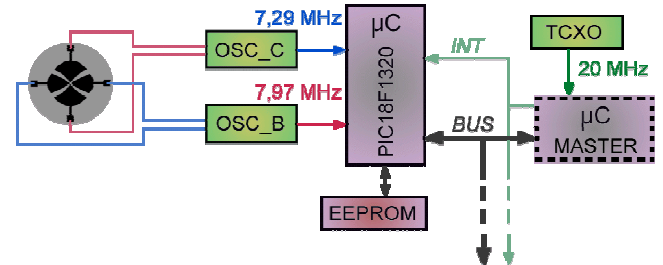 7,29 MHz
OSC_C
7,97 MHz
OSC_B
µC
PIC18F1320
EEPROM
INT
BUS
TCXO
20 MHz
µC
MASTER